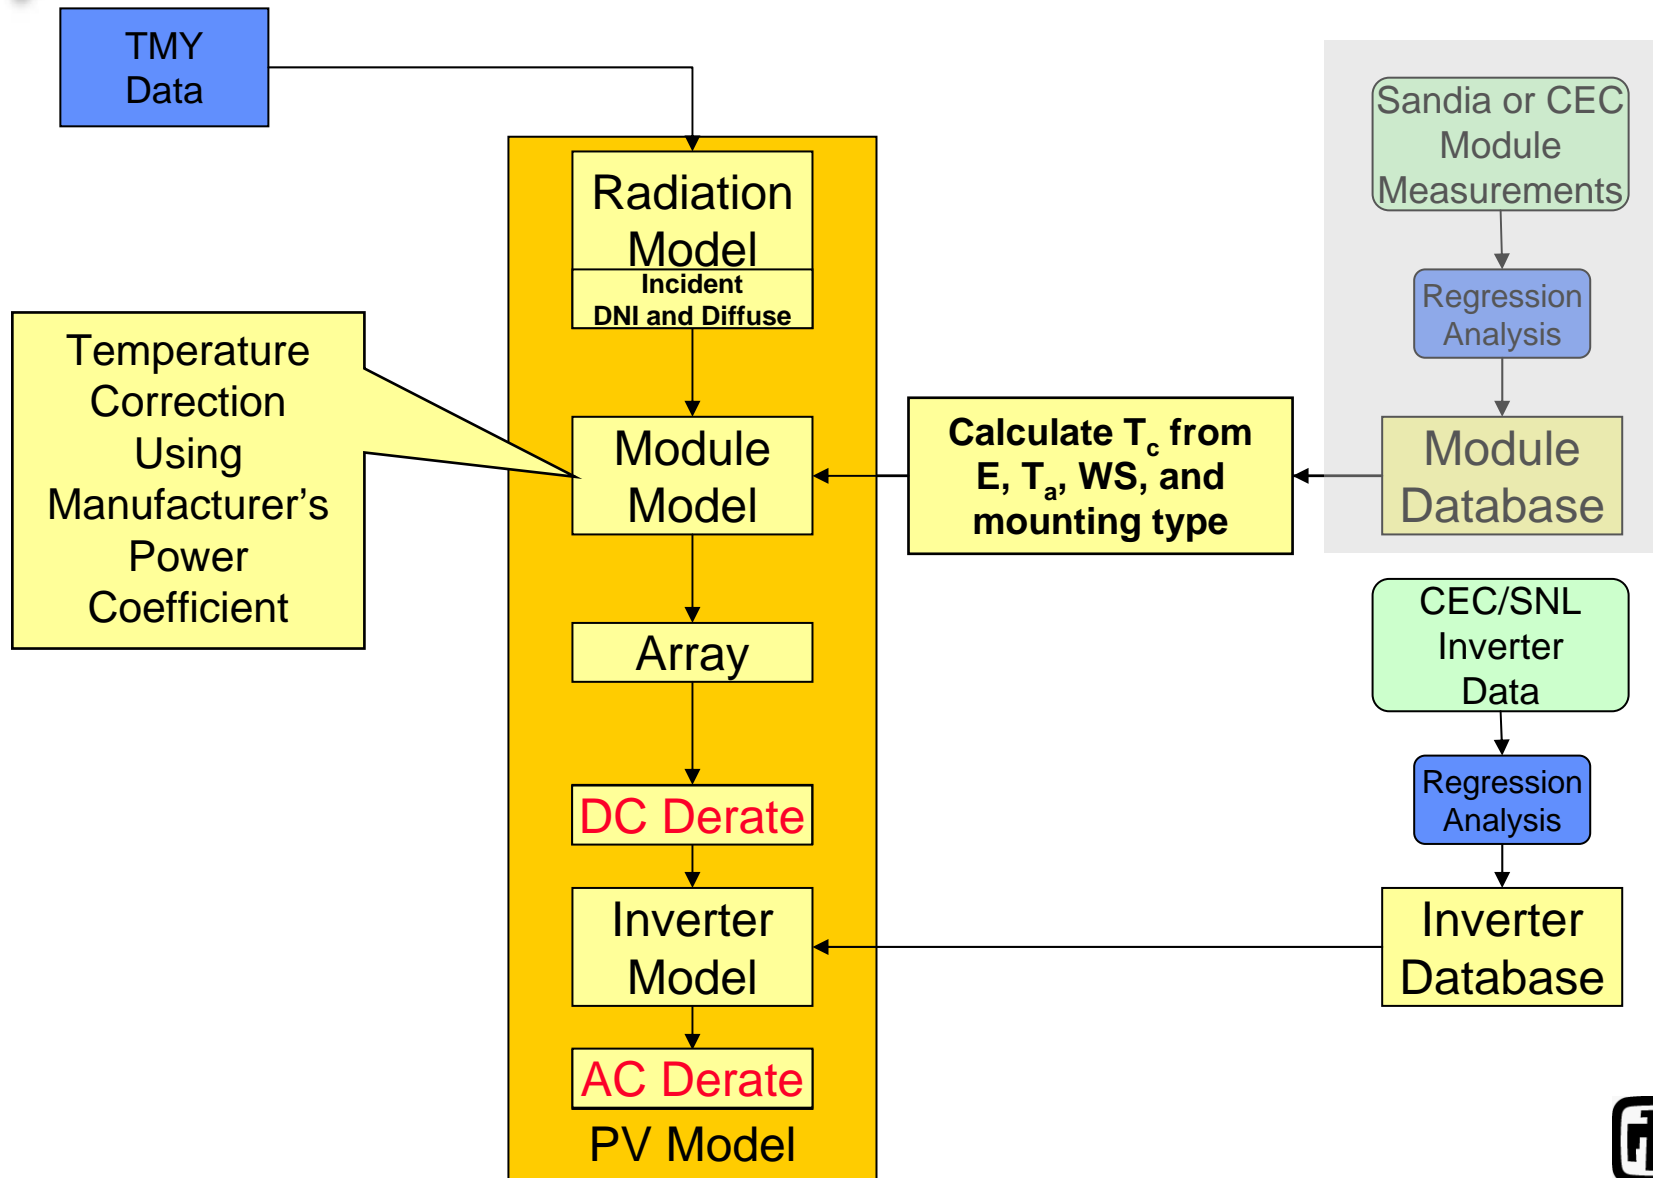 TMY
Data
Radiation
Model
Incident
DNI and Diffuse
Temperature
Correction
Using
Manufacturer’s
Power
Coefficient
Module
Model
Calculate Tc from
E, Ta, WS, and
mounting type
Sandia or CEC
Module
Measurements
Regression
Analysis
Module
Database
Array
DC Derate
Inverter
Model
AC Derate
PV Model
CEC/SNL
Inverter
Data
Regression
Analysis
Inverter
Database